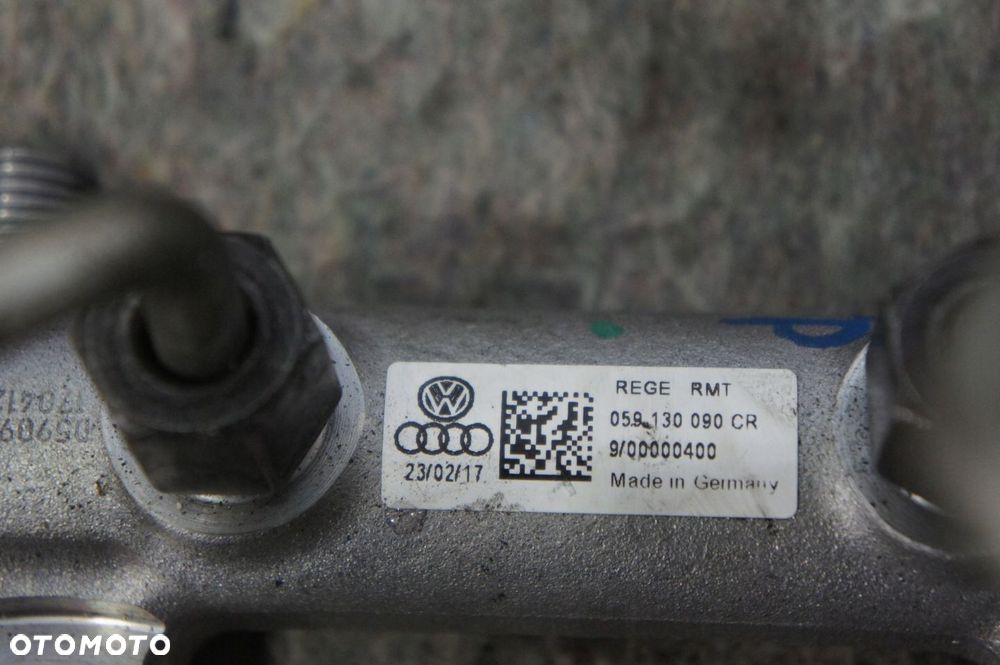 REGE RMT
059 130 090 CR
9/00000400
Made in Germany
23/02/17
OTOMOTO